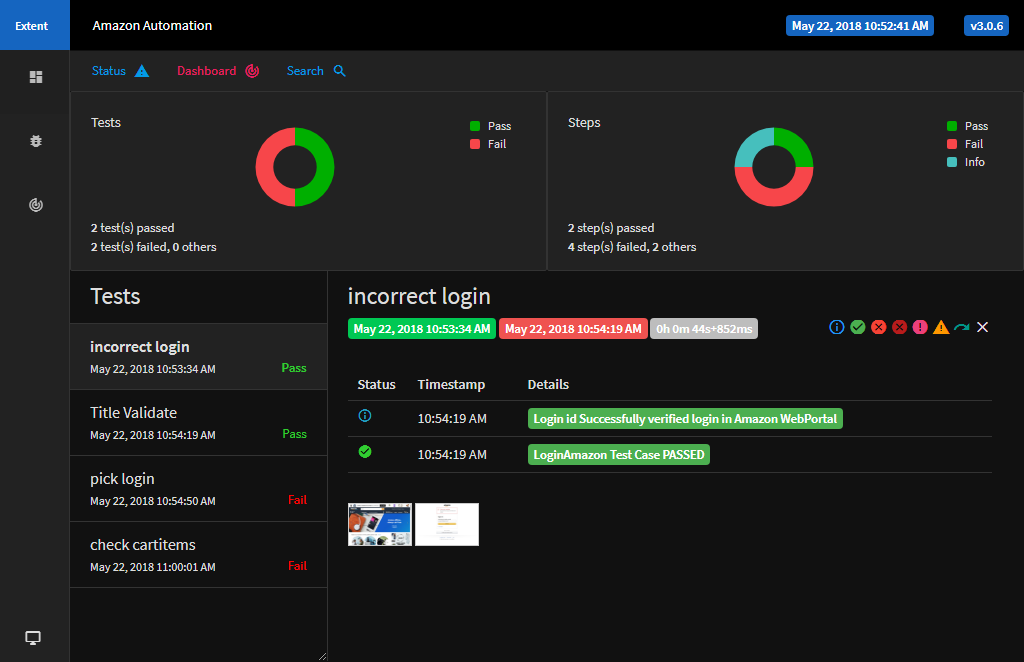 Extent
Amazon Automation
May 22, 2018 10:52:41 AM
v3.0.6
Status
Dashboard
Search
Tests
Pass
Fail
2 test(s) passed
2 test(s) failed, 0 others
Steps
Pass
Fail
Info
2 step(s) passed
4 step(s) failed, 2 others
Tests
incorrect login
May 22, 2018 10:53:34 AM Pass
Title Validate
May 22, 2018 10:54:19 AM Pass
pick login
May 22, 2018 10:54:50 AM Fail
check cartitems
May 22, 2018 11:00:01 AM Fail
incorrect login
May 22, 2018 10:53:34 AM May 22, 2018 10:54:19 AM 0h 0m 44s+852ms
Status Timestamp Details
10:54:19 AM Login id Successfully verified login in Amazon WebPortal
10:54:19 AM LoginAmazon Test Case PASSED